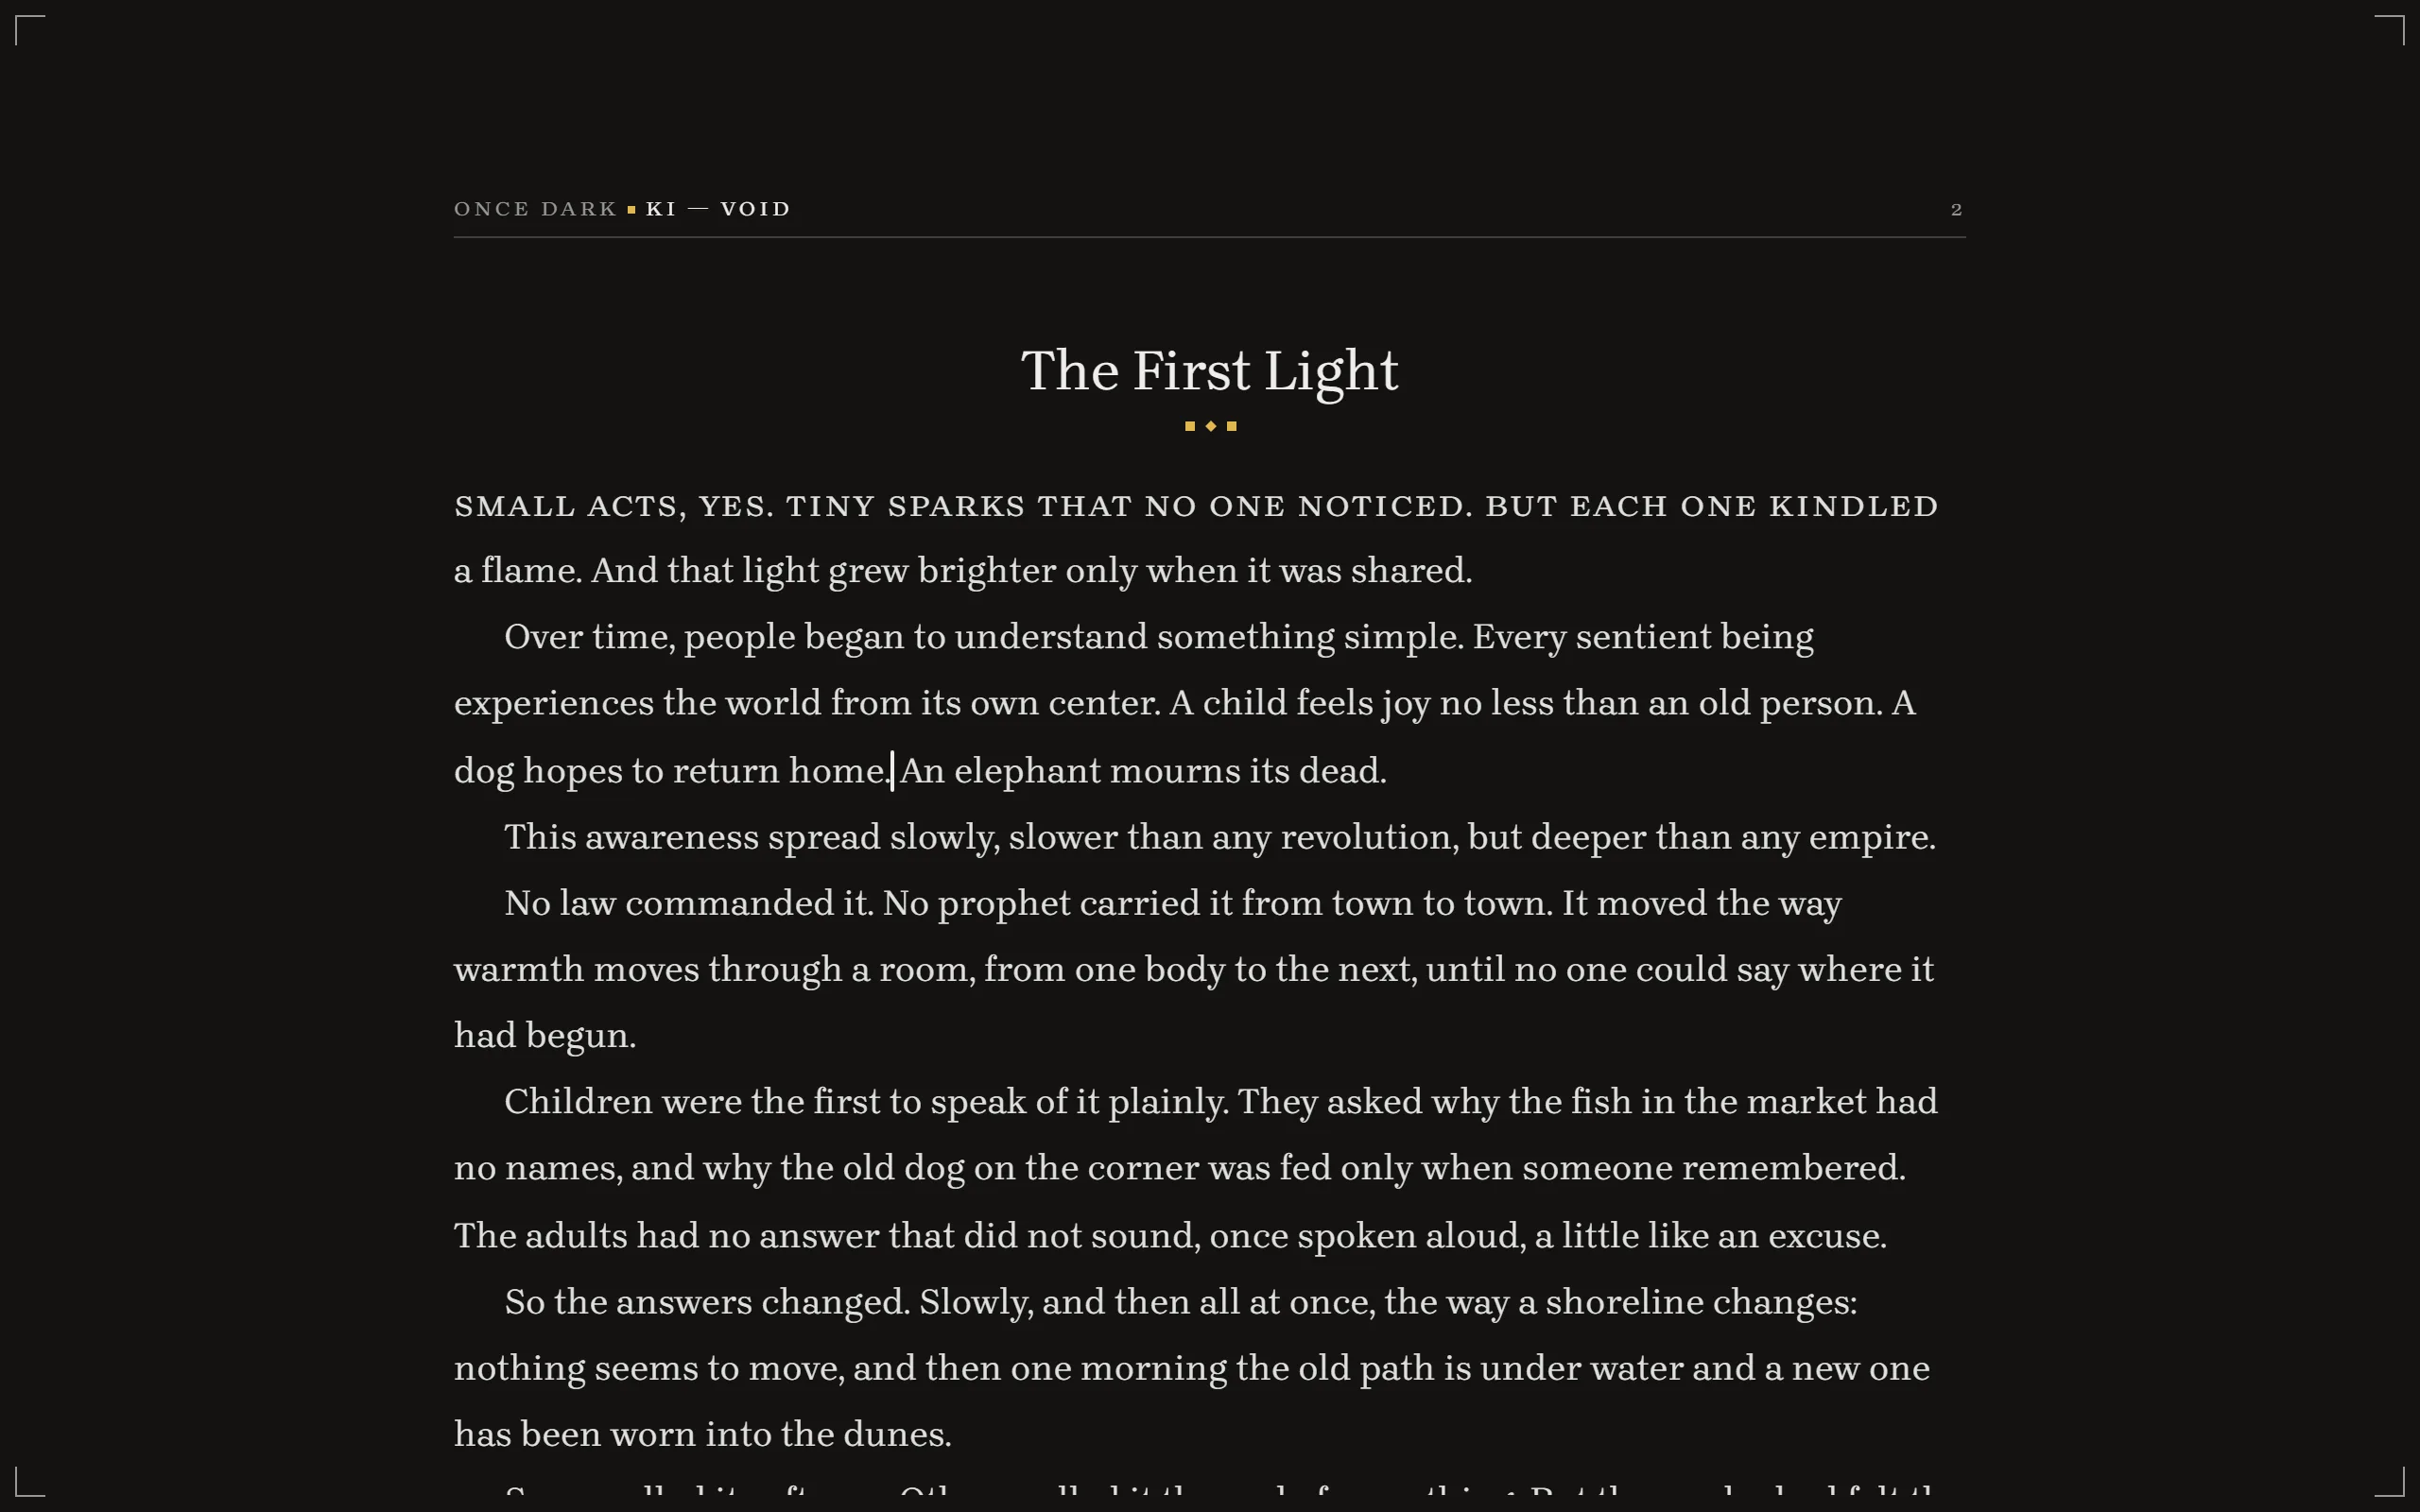 ONCE DARK ▪ KI — VOID
2
The First Light
SMALL ACTS, YES. TINY SPARKS THAT NO ONE NOTICED. BUT EACH ONE KINDLED
a flame. And that light grew brighter only when it was shared.
Over time, people began to understand something simple. Every sentient being
experiences the world from its own center. A child feels joy no less than an old person. A
dog hopes to return home. An elephant mourns its dead.
This awareness spread slowly, slower than any revolution, but deeper than any empire.
No law commanded it. No prophet carried it from town to town. It moved the way
warmth moves through a room, from one body to the next, until no one could say where it
had begun.
Children were the first to speak of it plainly. They asked why the fish in the market had
no names, and why the old dog on the corner was fed only when someone remembered.
The adults had no answer that did not sound, once spoken aloud, a little like an excuse.
So the answers changed. Slowly, and then all at once, the way a shoreline changes:
nothing seems to move, and then one morning the old path is under water and a new one
has been worn into the dunes.